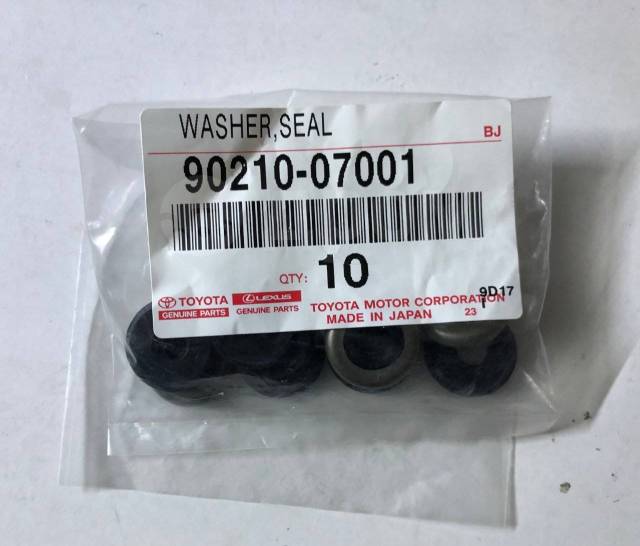 WASHER,SEAL
BJ
90210-07001
QTY: 10
9D17
TOYOTA LEXUS
GENUINE PARTS GENUINE PARTS
TOYOTA MOTOR CORPORATION
MADE IN JAPAN 23